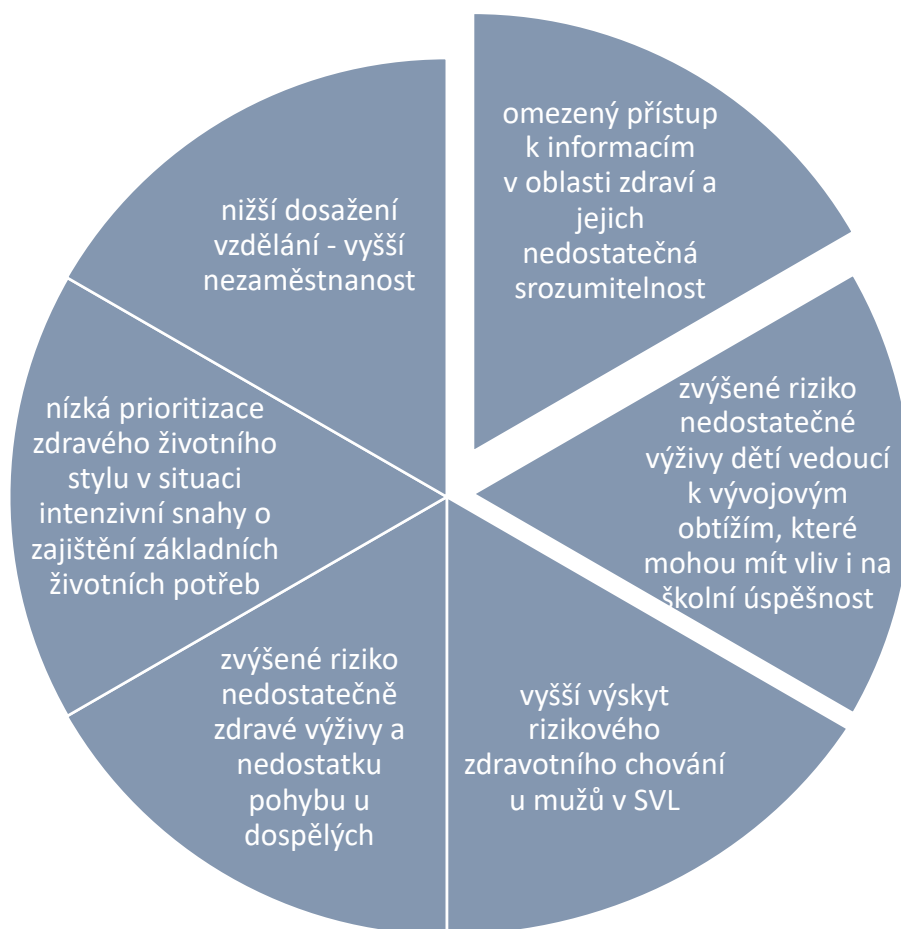 omezený přístup
k informacím
v oblasti zdraví a
jejich
nedostatečná
srozumitelnost
zvýšené riziko
nedostatečné
výživy dětí vedoucí
k vývojovým
obtížím, které
mohou mít vliv i na
školní úspěšnost
vyšší výskyt
rizikového
zdravotního chování
u mužů v SVL
zvýšené riziko
nedostatečně
zdravé výživy a
nedostatku
pohybu u
dospělých
nízká prioritizace
zdravého životního
stylu v situaci
intenzivní snahy o
zajištění základních
životních potřeb
nižší dosažení
vzdělání - vyšší
nezaměstnanost